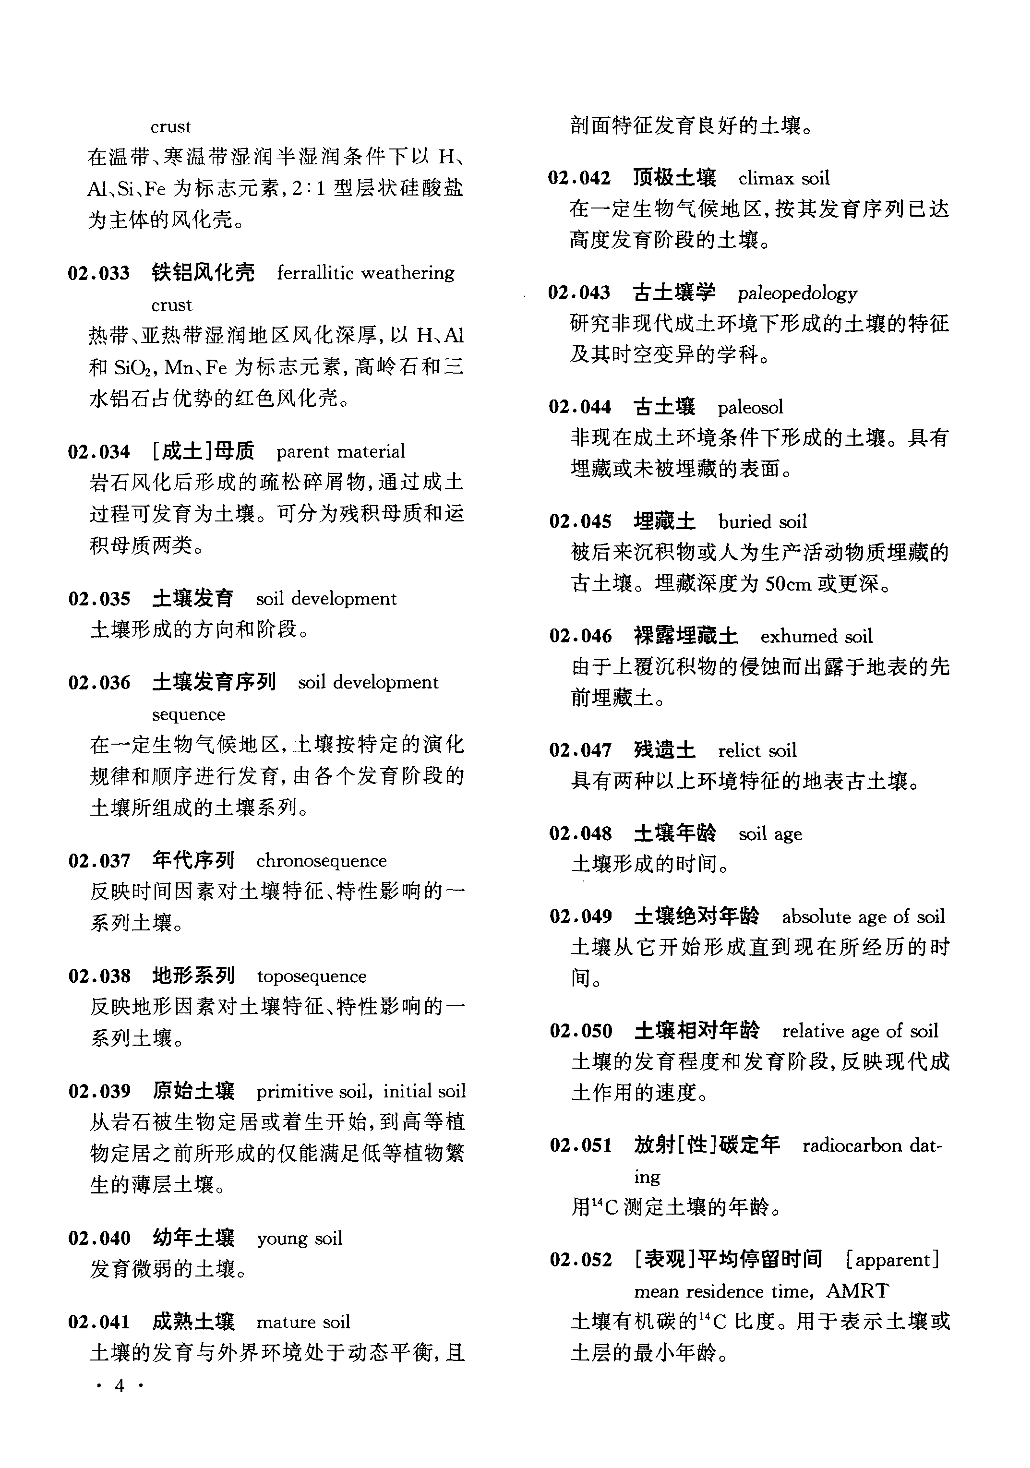 crust
在温带、寒温带湿润半湿润条件下以 H、
Al、Si、Fe 为标志元素，2∶1 型层状硅酸盐
为主体的风化壳。
02.033 铁铝风化壳 ferrallitic weathering
crust
热带、亚热带湿润地区风化深厚，以 H、Al
和 SiO₂，Mn、Fe 为标志元素，高岭石和三
水铝石占优势的红色风化壳。
02.034 ［成土］母质 parent material
岩石风化后形成的疏松碎屑物，通过成土
过程可发育为土壤。可分为残积母质和运
积母质两类。
02.035 土壤发育 soil development
土壤形成的方向和阶段。
02.036 土壤发育序列 soil development
sequence
在一定生物气候地区，土壤按特定的演化
规律和顺序进行发育，由各个发育阶段的
土壤所组成的土壤系列。
02.037 年代序列 chronosequence
反映时间因素对土壤特征、特性影响的一
系列土壤。
02.038 地形系列 toposequence
反映地形因素对土壤特征、特性影响的一
系列土壤。
02.039 原始土壤 primitive soil, initial soil
从岩石被生物定居或着生开始，到高等植
物定居之前所形成的仅能满足低等植物繁
生的薄层土壤。
02.040 幼年土壤 young soil
发育微弱的土壤。
02.041 成熟土壤 mature soil
土壤的发育与外界环境处于动态平衡，且
· 4 ·
剖面特征发育良好的土壤。
02.042 顶极土壤 climax soil
在一定生物气候地区，按其发育序列已达
高度发育阶段的土壤。
02.043 古土壤学 paleopedology
研究非现代成土环境下形成的土壤的特征
及其时空变异的学科。
02.044 古土壤 paleosol
非现在成土环境条件下形成的土壤。具有
埋藏或未被埋藏的表面。
02.045 埋藏土 buried soil
被后来沉积物或人为生产活动物质埋藏的
古土壤。埋藏深度为 50cm 或更深。
02.046 裸露埋藏土 exhumed soil
由于上覆沉积物的侵蚀而出露于地表的先
前埋藏土。
02.047 残遗土 relict soil
具有两种以上环境特征的地表古土壤。
02.048 土壤年龄 soil age
土壤形成的时间。
02.049 土壤绝对年龄 absolute age of soil
土壤从它开始形成直到现在所经历的时
间。
02.050 土壤相对年龄 relative age of soil
土壤的发育程度和发育阶段，反映现代成
土作用的速度。
02.051 放射［性］碳定年 radiocarbon dat-
ing
用¹⁴C 测定土壤的年龄。
02.052 ［表观］平均停留时间 ［apparent］
mean residence time, AMRT
土壤有机碳的¹⁴C 比度。用于表示土壤或
土层的最小年龄。